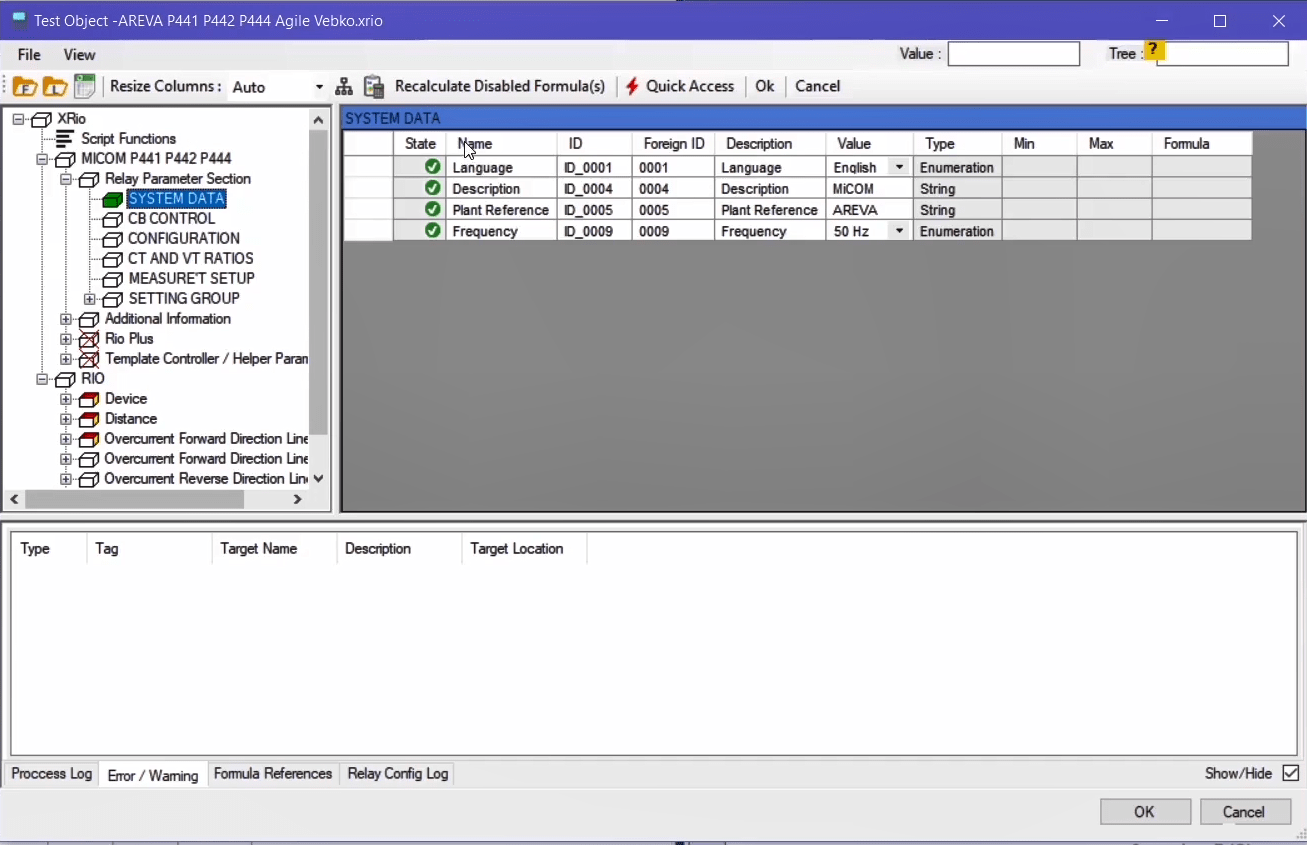 Test Object -AREVA P441 P442 P444 Agile Vebko.xrio
File View Value : Tree : ?
Resize Columns : Auto Recalculate Disabled Formula(s) Quick Access Ok Cancel
XRio
Script Functions
MICOM P441 P442 P444
Relay Parameter Section
SYSTEM DATA
CB CONTROL
CONFIGURATION
CT AND VT RATIOS
MEASURE'T SETUP
SETTING GROUP
Additional Information
Rio Plus
Template Controller / Helper Param
RIO
Device
Distance
Overcurrent Forward Direction Line
Overcurrent Forward Direction Line
Overcurrent Reverse Direction Lin
SYSTEM DATA
State Name ID Foreign ID Description Value Type Min Max Formula
Language ID_0001 0001 Language English Enumeration
Description ID_0004 0004 Description MiCOM String
Plant Reference ID_0005 0005 Plant Reference AREVA String
Frequency ID_0009 0009 Frequency 50 Hz Enumeration
Type Tag Target Name Description Target Location
Proccess Log Error / Warning Formula References Relay Config Log Show/Hide
OK Cancel